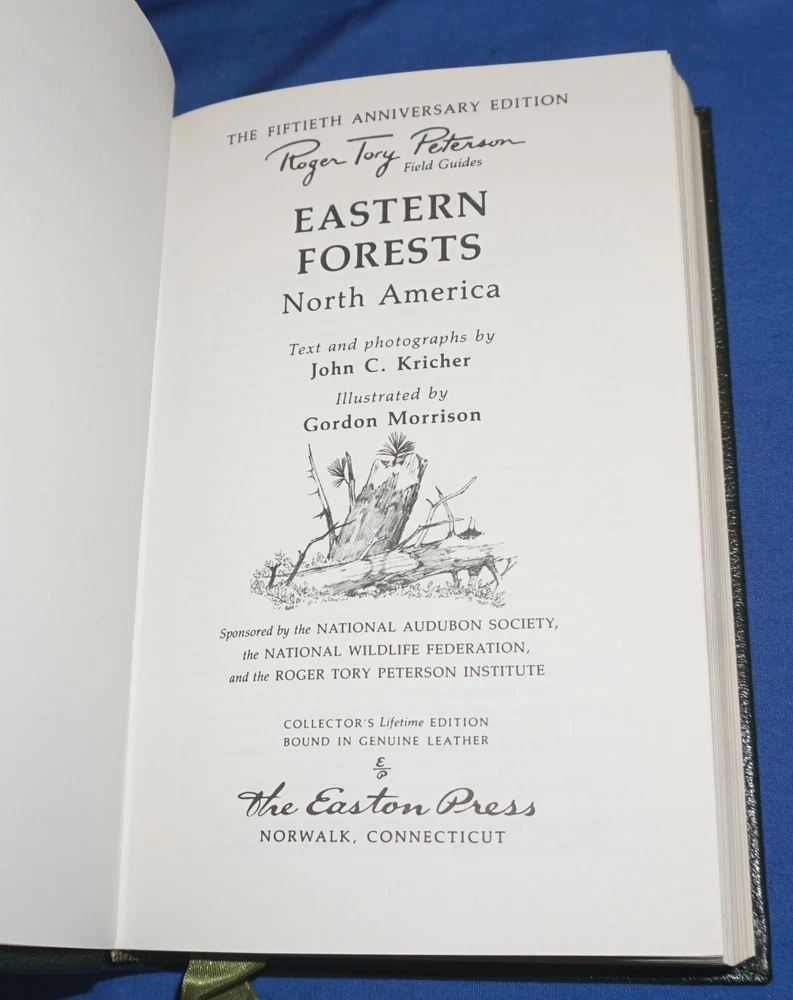 THE FIFTIETH ANNIVERSARY EDITION
Roger Tory Peterson
Field Guides
EASTERN
FORESTS
North America
Text and photographs by
John C. Kricher
Illustrated by
Gordon Morrison
Sponsored by the NATIONAL AUDUBON SOCIETY,
the NATIONAL WILDLIFE FEDERATION,
and the ROGER TORY PETERSON INSTITUTE
COLLECTOR'S Lifetime EDITION
BOUND IN GENUINE LEATHER
E
P
The Easton Press
NORWALK, CONNECTICUT